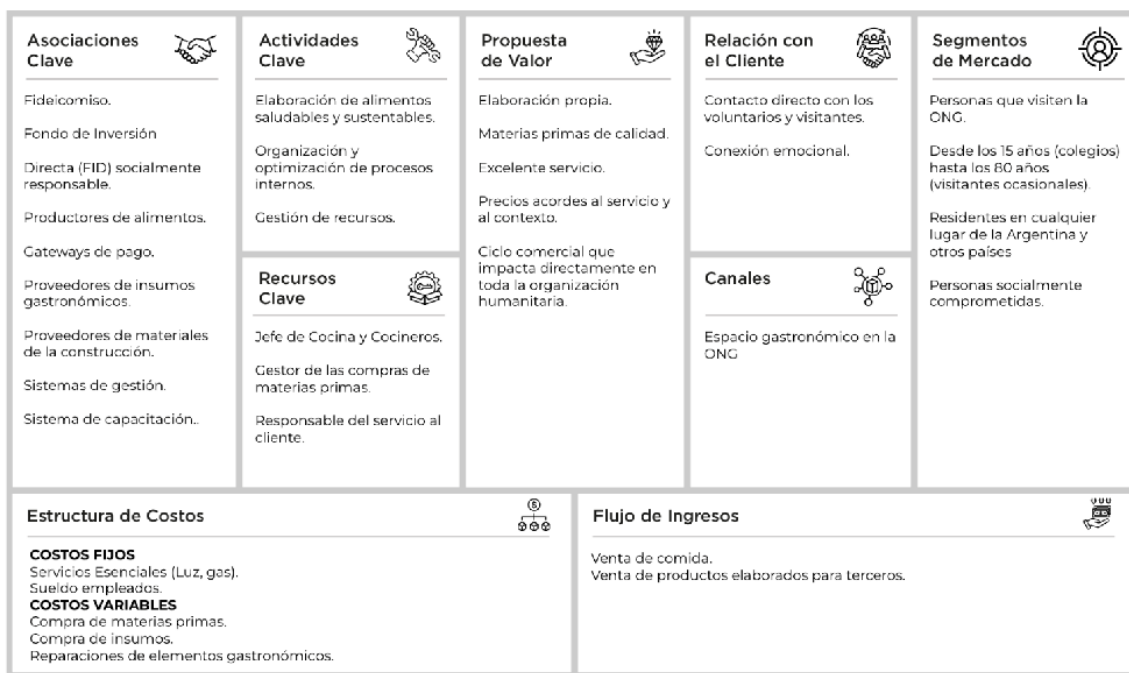 Asociaciones
Clave
Fideicomiso.
Fondo de Inversión
Directa (FID) socialmente
responsable.
Productores de alimentos.
Gateways de pago.
Proveedores de insumos
gastronómicos.
Proveedores de materiales
de la construcción.
Sistemas de gestión.
Sistema de capacitación..
Actividades
Clave
Elaboración de alimentos
saludables y sustentables.
Organización y
optimización de procesos
internos.
Gestión de recursos.
Recursos
Clave
Jefe de Cocina y Cocineros.
Gestor de las compras de
materias primas.
Responsable del servicio al
cliente.
Propuesta
de Valor
Elaboración propia.
Materias primas de calidad.
Excelente servicio.
Precios acordes al servicio y
al contexto.
Ciclo comercial que
impacta directamente en
toda la organización
humanitaria.
Relación con
el Cliente
Contacto directo con los
voluntarios y visitantes.
Conexión emocional.
Canales
Espacio gastronómico en la
ONG
Segmentos
de Mercado
Personas que visiten la
ONG.
Desde los 15 años (colegios)
hasta los 80 años
(visitantes ocasionales).
Residentes en cualquier
lugar de la Argentina y
otros países
Personas socialmente
comprometidas.
Estructura de Costos
COSTOS FIJOS
Servicios Esenciales (Luz, gas).
Sueldo empleados.
COSTOS VARIABLES
Compra de materias primas.
Compra de insumos.
Reparaciones de elementos gastronómicos.
Flujo de Ingresos
Venta de comida.
Venta de productos elaborados para terceros.